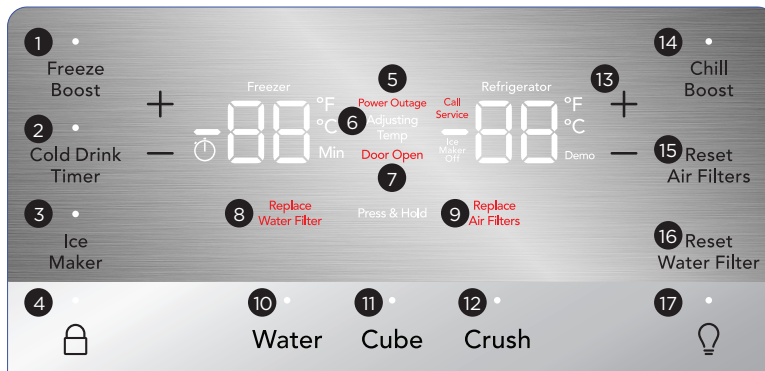 1
14
Freeze
Boost
Chill
Boost
5
13
Freezer
Refrigerator
+
88
°F
°C
Min
Power Outage
Call
Service
6
Adjusting
Temp
Door Open
7
Ice
Maker
Off
88
°F
°C
Demo
+
2
Cold Drink
Timer
−
−
15
Reset
Air Filters
3
Ice
Maker
8
Replace
Water Filter
Press & Hold
9
Replace
Air Filters
16
Reset
Water Filter
4
10
Water
11
Cube
12
Crush
17